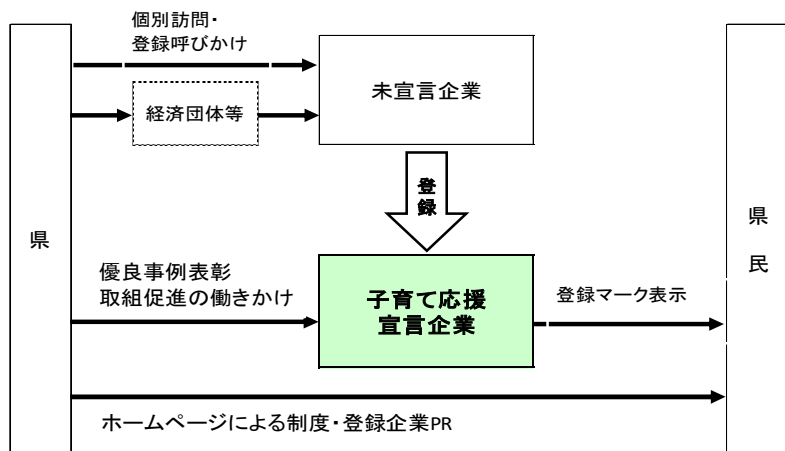 個別訪問・
登録呼びかけ
経済団体等
未宣言企業
登録
県
県民
優良事例表彰
取組促進の働きかけ
子育て応援
宣言企業
登録マーク表示
ホームページによる制度・登録企業PR